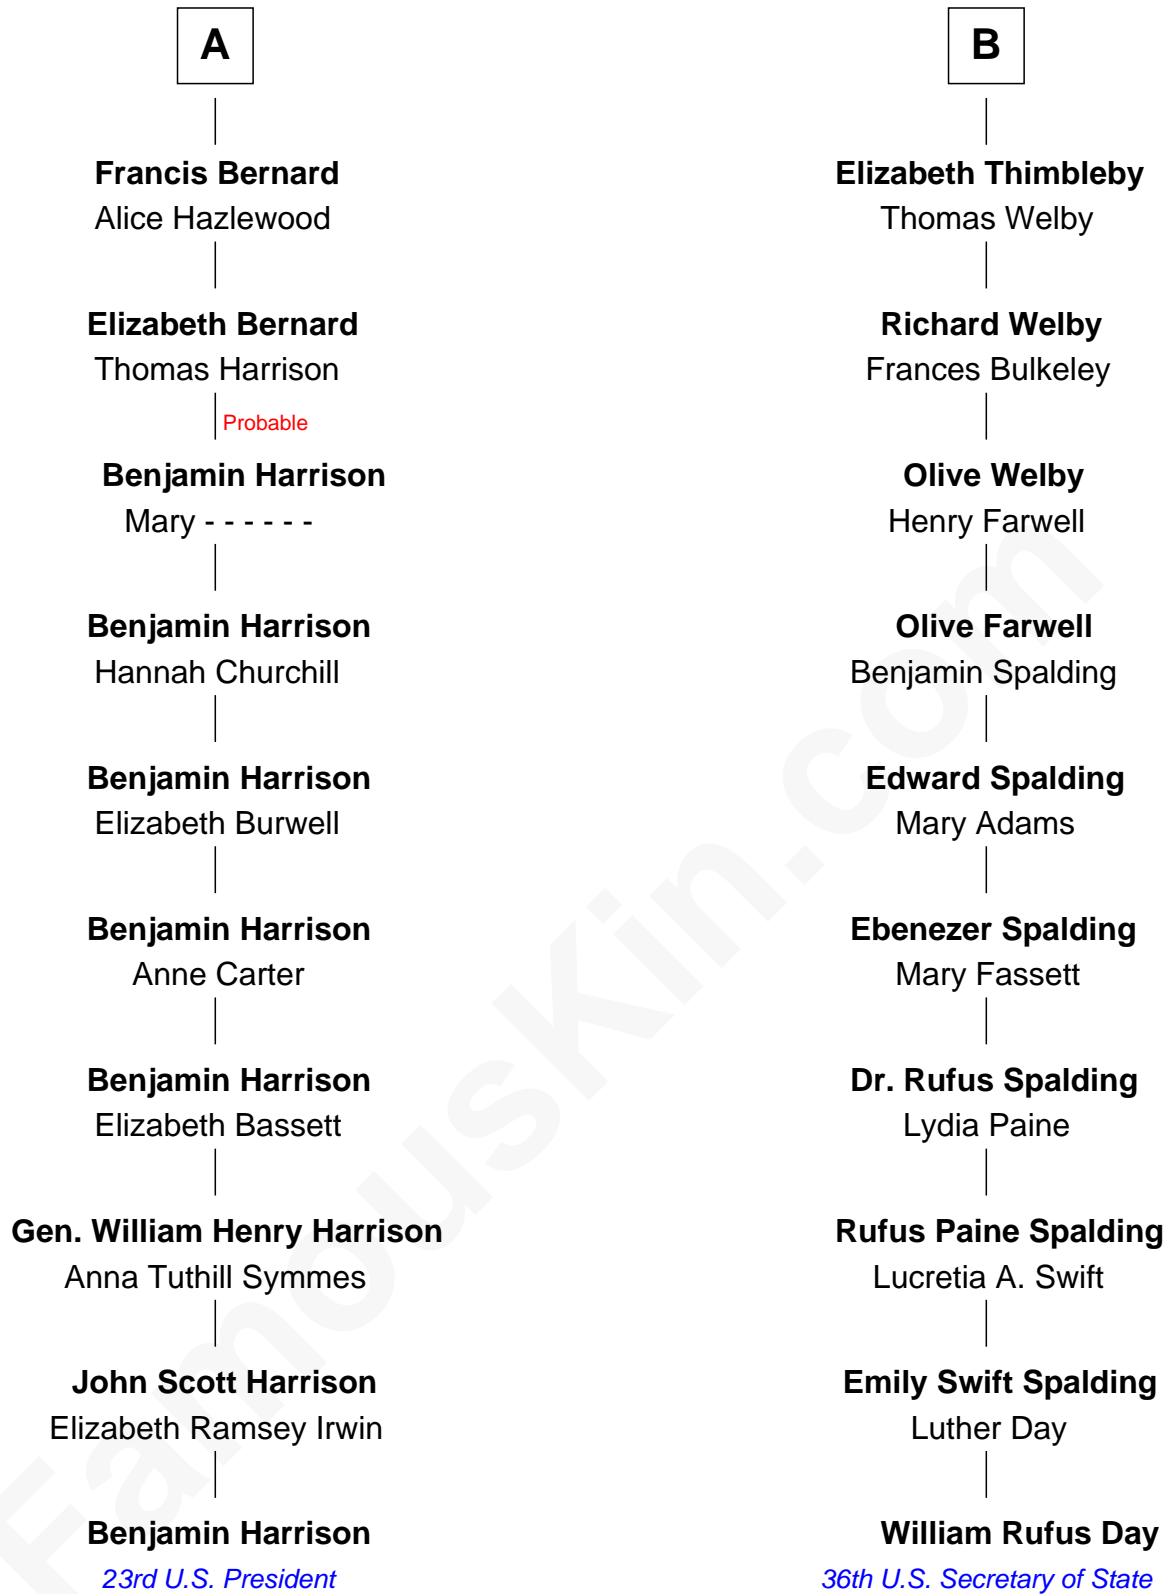 A
Francis Bernard
Alice Hazlewood
Elizabeth Bernard
Thomas Harrison
Probable
Benjamin Harrison
Mary - - - - - -
Benjamin Harrison
Hannah Churchill
Benjamin Harrison
Elizabeth Burwell
Benjamin Harrison
Anne Carter
Benjamin Harrison
Elizabeth Bassett
Gen. William Henry Harrison
Anna Tuthill Symmes
John Scott Harrison
Elizabeth Ramsey Irwin
Benjamin Harrison
23rd U.S. President
B
Elizabeth Thimbleby
Thomas Welby
Richard Welby
Frances Bulkeley
Olive Welby
Henry Farwell
Olive Farwell
Benjamin Spalding
Edward Spalding
Mary Adams
Ebenezer Spalding
Mary Fassett
Dr. Rufus Spalding
Lydia Paine
Rufus Paine Spalding
Lucretia A. Swift
Emily Swift Spalding
Luther Day
William Rufus Day
36th U.S. Secretary of State
FamousKin.com